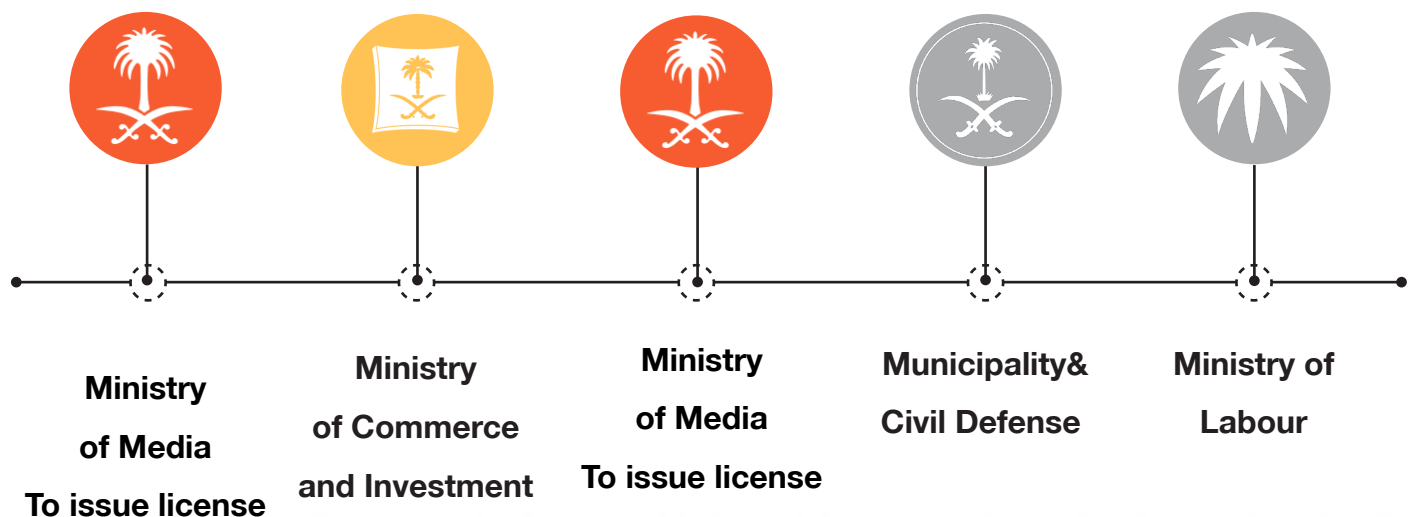 Ministry
of Media
To issue license
Ministry
of Commerce
and Investment
Ministry
of Media
To issue license
Municipality&
Civil Defense
Ministry of
Labour